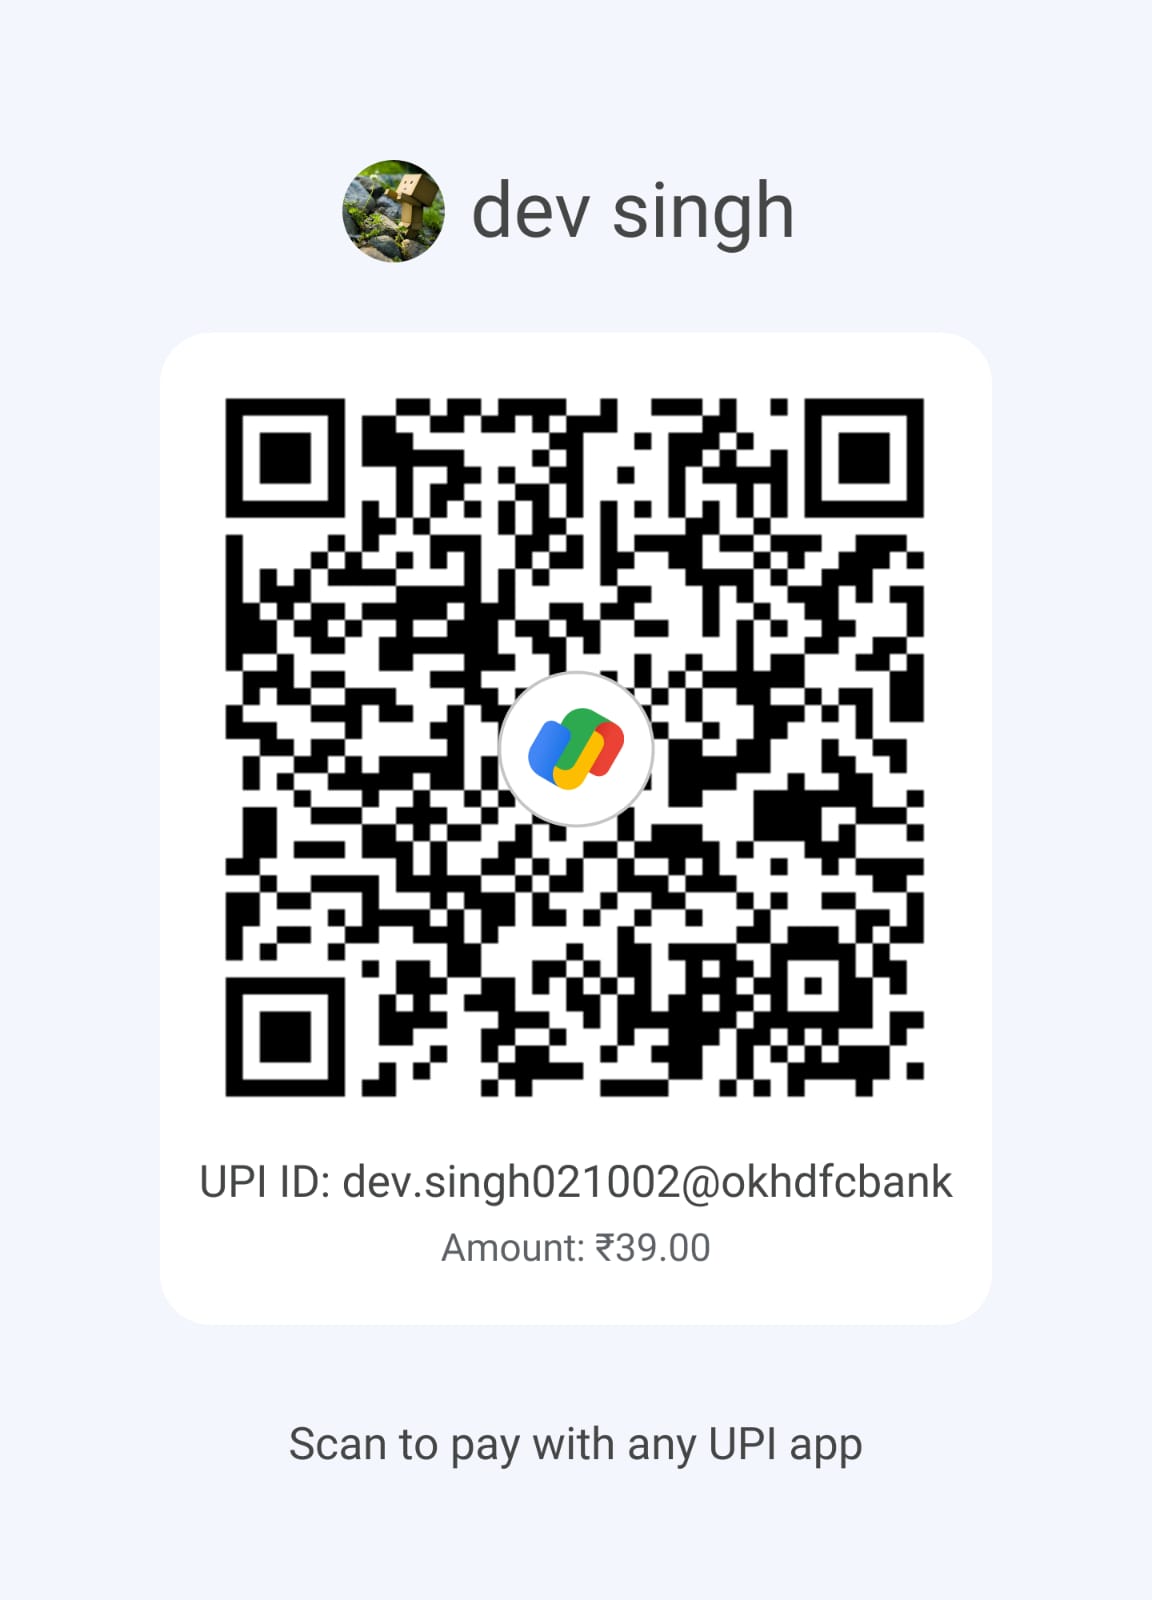 dev singh
UPI ID: dev.singh021002@okhdfcbank
Amount: ₹39.00
Scan to pay with any UPI app